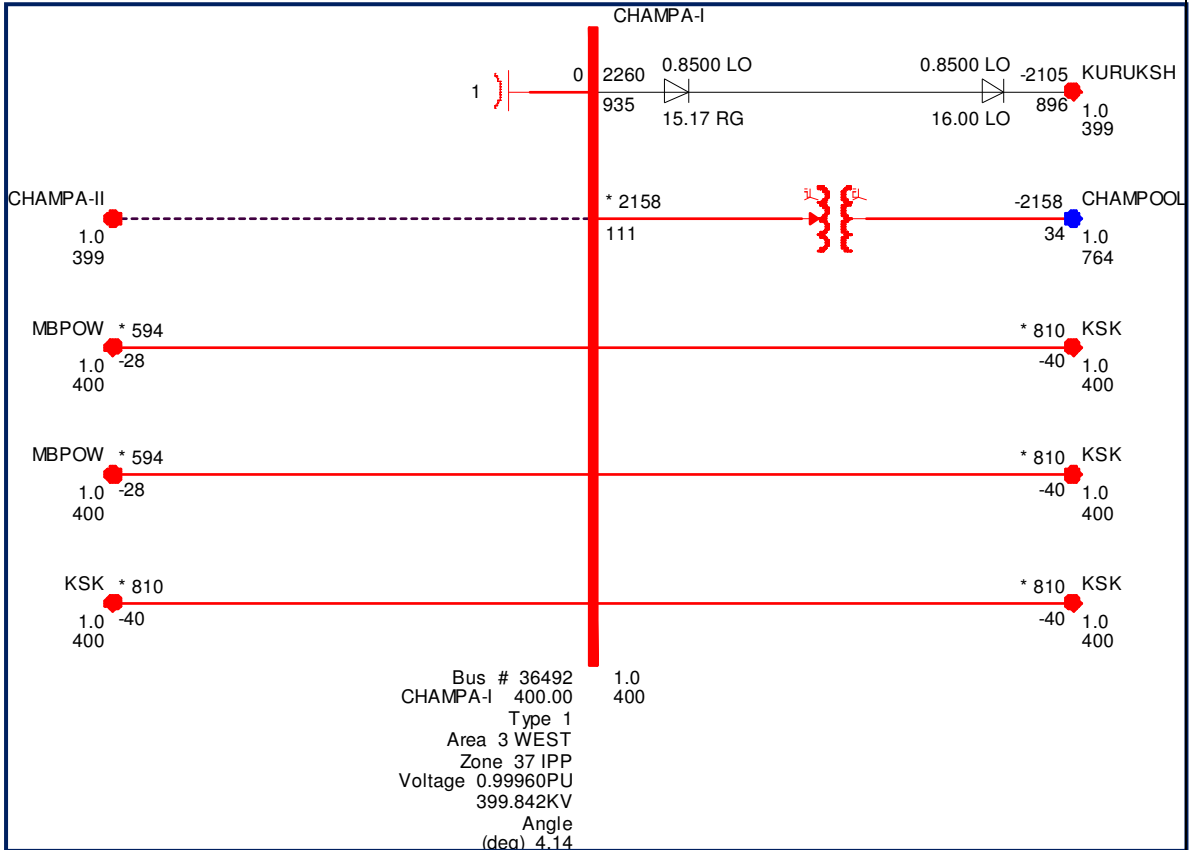 CHAMPA-I
1
0
2260
935
0.8500 LO
15.17 RG
0.8500 LO
16.00 LO
-2105
896
KURUKSH
1.0
399
CHAMPA-II
1.0
399
* 2158
111
-2158
34
CHAMPOOL
1.0
764
MBPOW
* 594
-28
1.0
400
* 810
-40
KSK
1.0
400
MBPOW
* 594
-28
1.0
400
* 810
-40
KSK
1.0
400
KSK
* 810
-40
1.0
400
* 810
-40
KSK
1.0
400
Bus # 36492
CHAMPA-I 400.00
Type 1
Area 3 WEST
Zone 37 IPP
Voltage 0.99960PU
399.842KV
Angle
(deg) 4.14
1.0
400